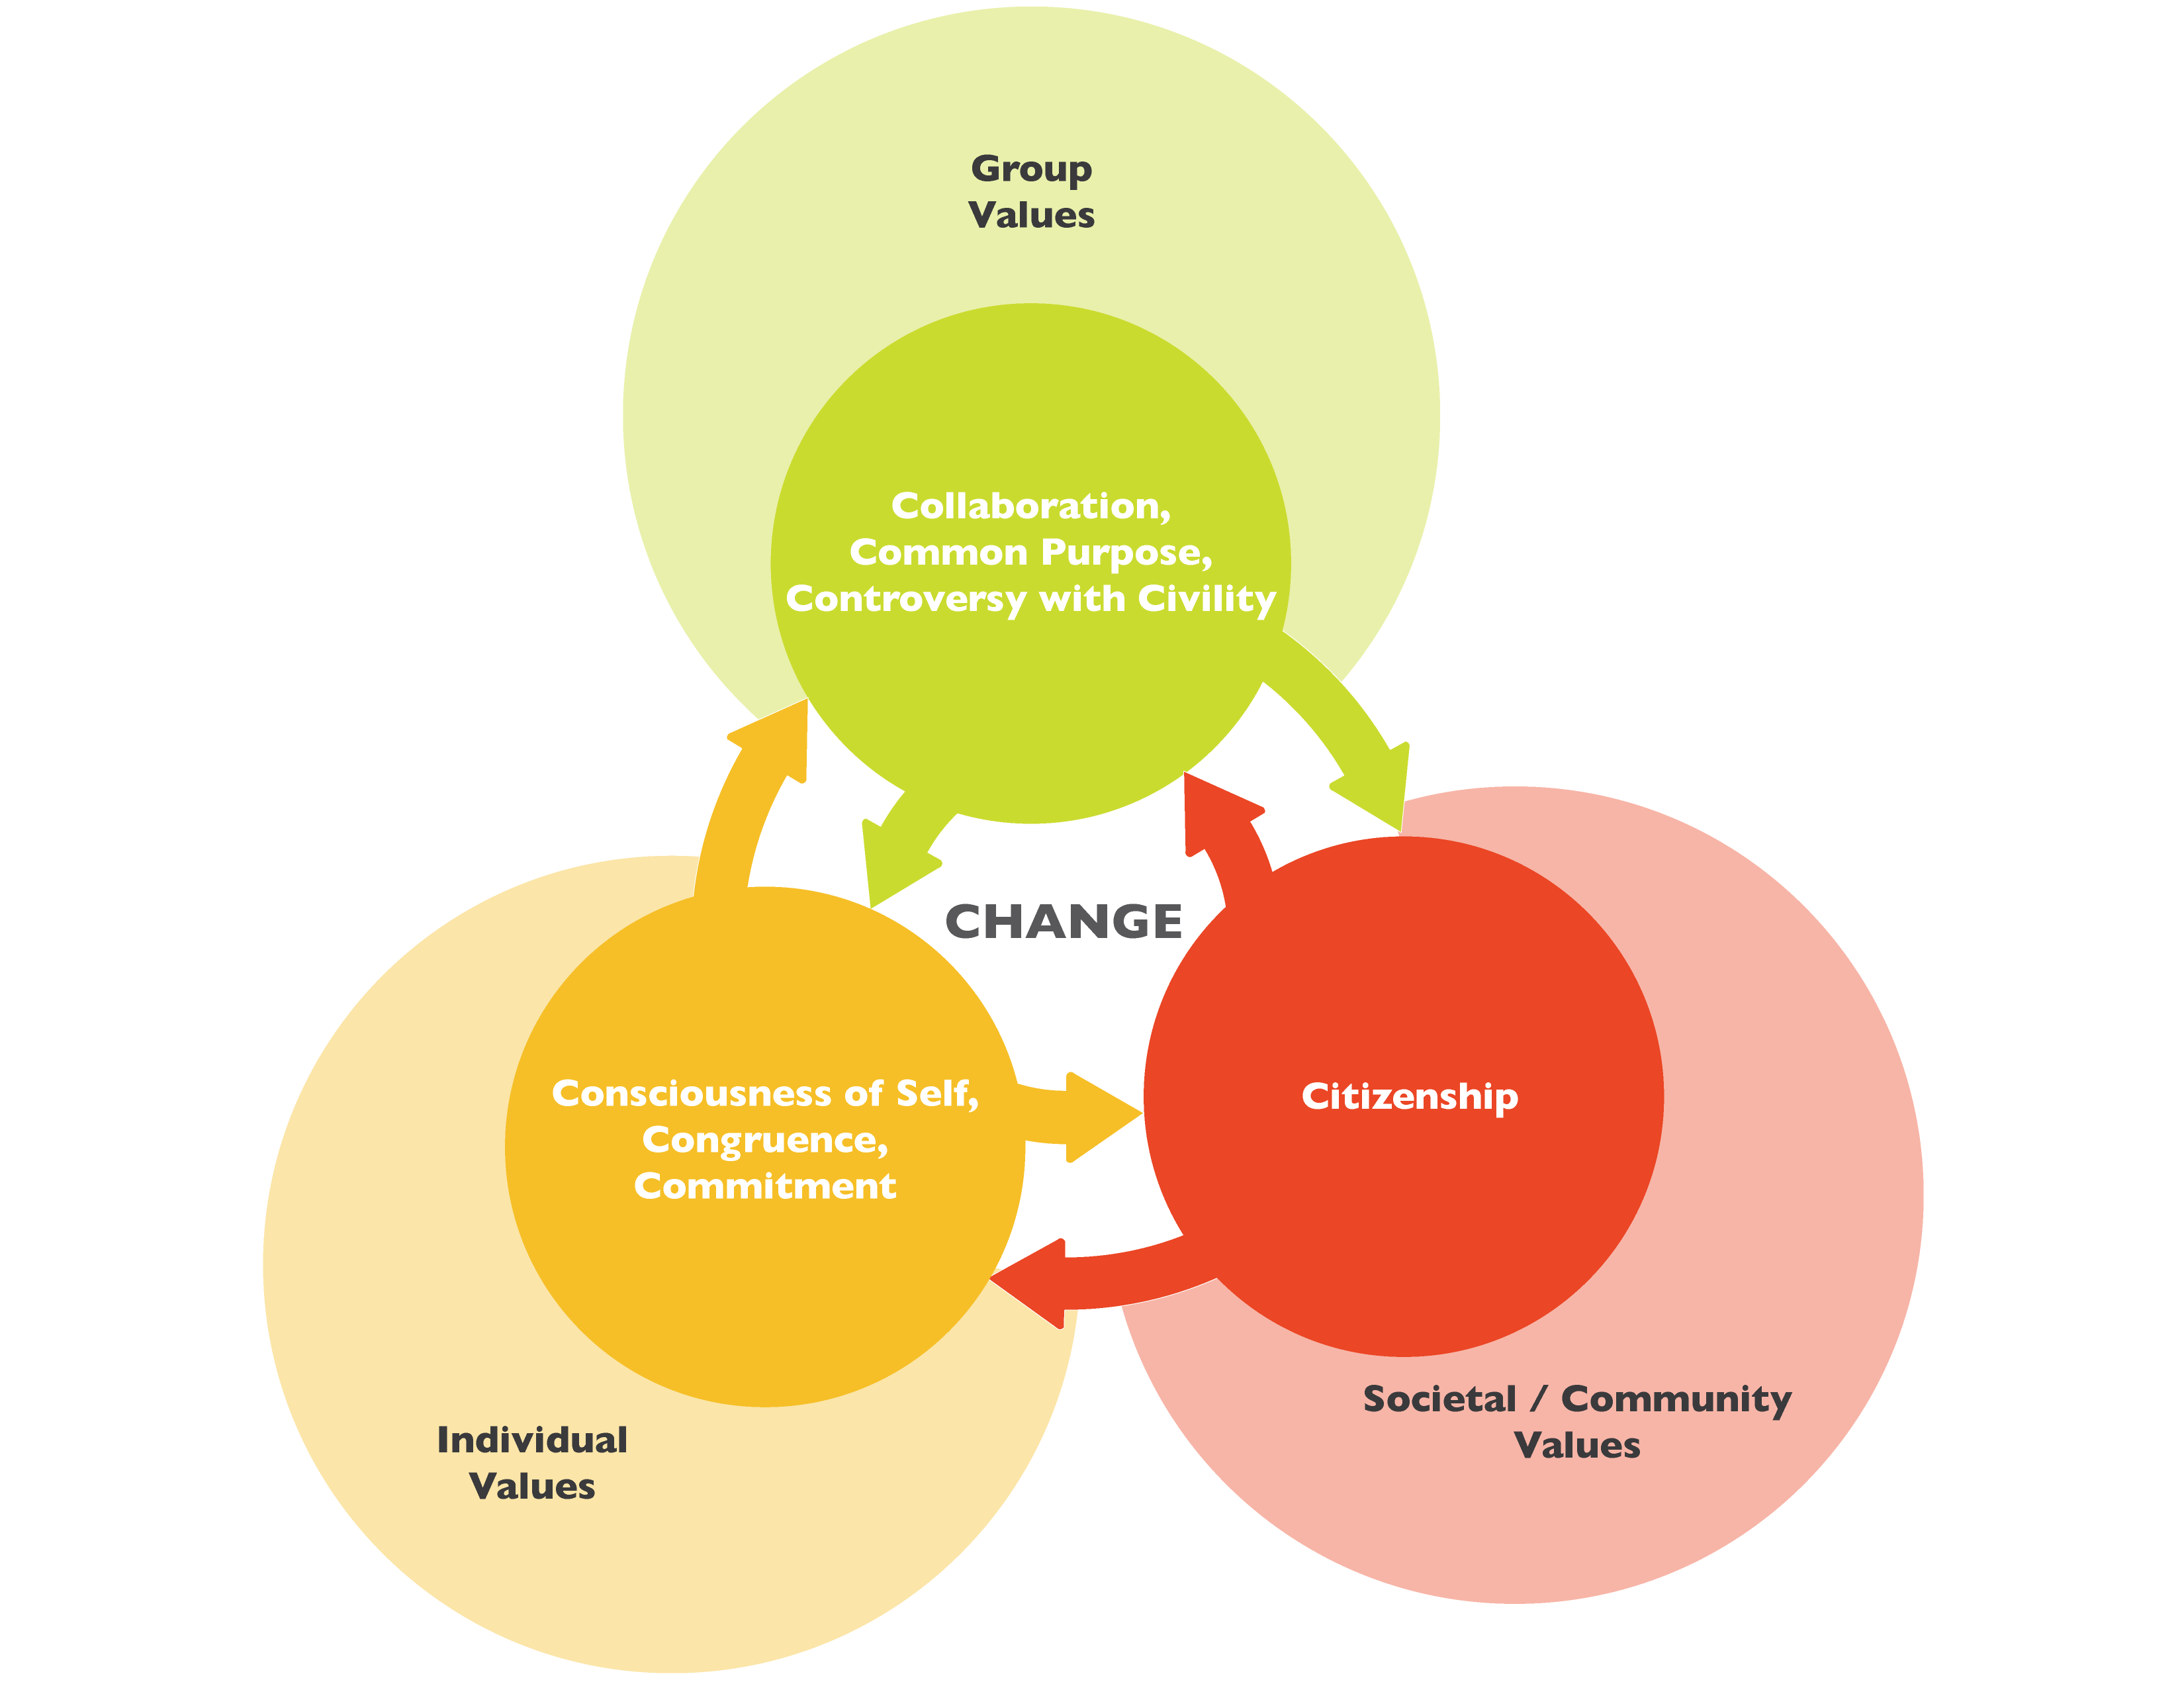 Group
Values
Collaboration,
Common Purpose,
Controversy with Civility
CHANGE
Consciousness of Self,
Congruence,
Commitment
Citizenship
Individual
Values
Societal / Community
Values